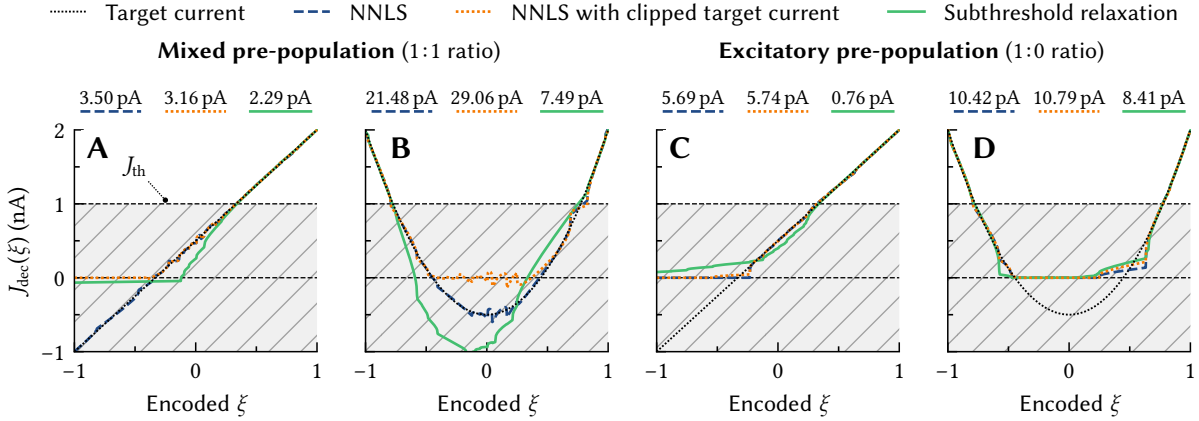 Target current NNLS NNLS with clipped target current Subthreshold relaxation
Mixed pre-population (1:1 ratio) Excitatory pre-population (1:0 ratio)
3.50 pA 3.16 pA 2.29 pA 21.48 pA 29.06 pA 7.49 pA 5.69 pA 5.74 pA 0.76 pA 10.42 pA 10.79 pA 8.41 pA
A B C D
J_th
J_dec(ξ) (nA)
2
1
0
−1
−1 0 1 −1 0 1 −1 0 1 −1 0 1
Encoded ξ Encoded ξ Encoded ξ Encoded ξ